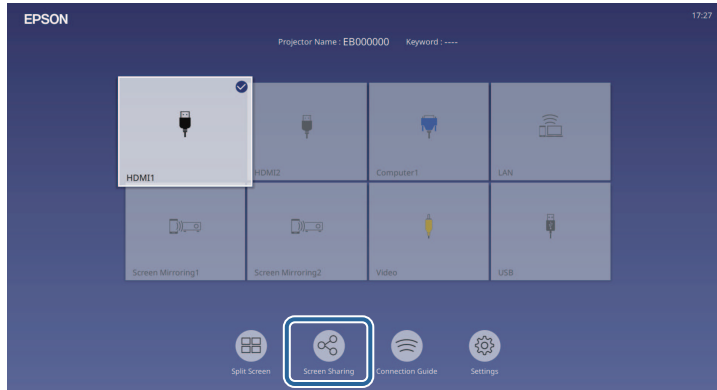 EPSON
17:27
Projector Name : EB000000 Keyword : ----
HDMI1
HDMI2
Computer1
LAN
Screen Mirroring1
Screen Mirroring2
Video
USB
Split Screen
Screen Sharing
Connection Guide
Settings